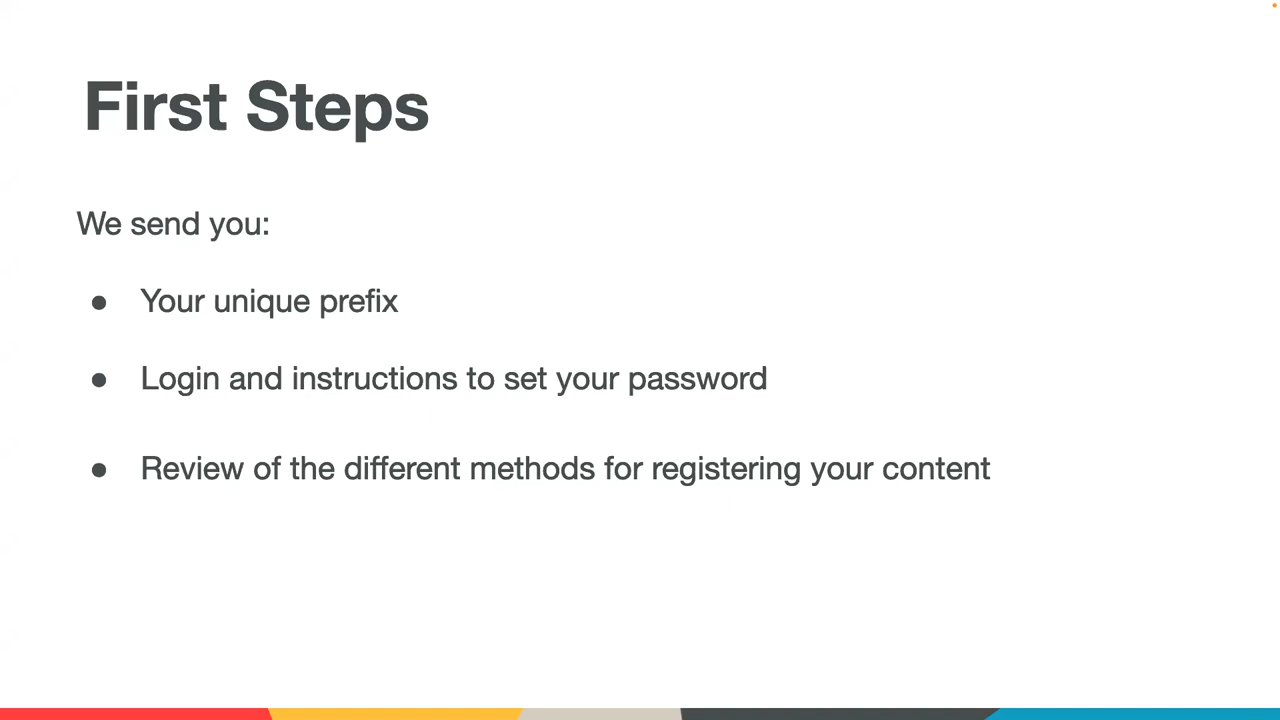 First Steps
We send you:
● Your unique prefix
● Login and instructions to set your password
● Review of the different methods for registering your content